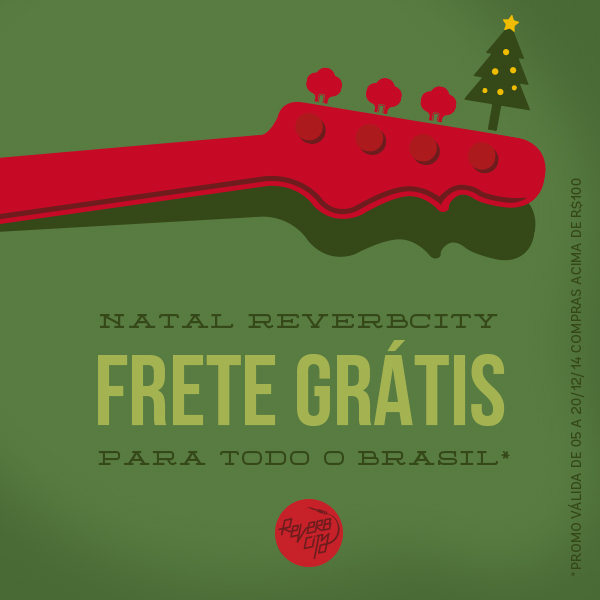 NATAL REVERBCITY
FRETE GRÁTIS
PARA TODO O BRASIL*
REVERB
CITY
*PROMO VÁLIDA DE 05 A 20/12/14 COMPRAS ACIMA DE R$100